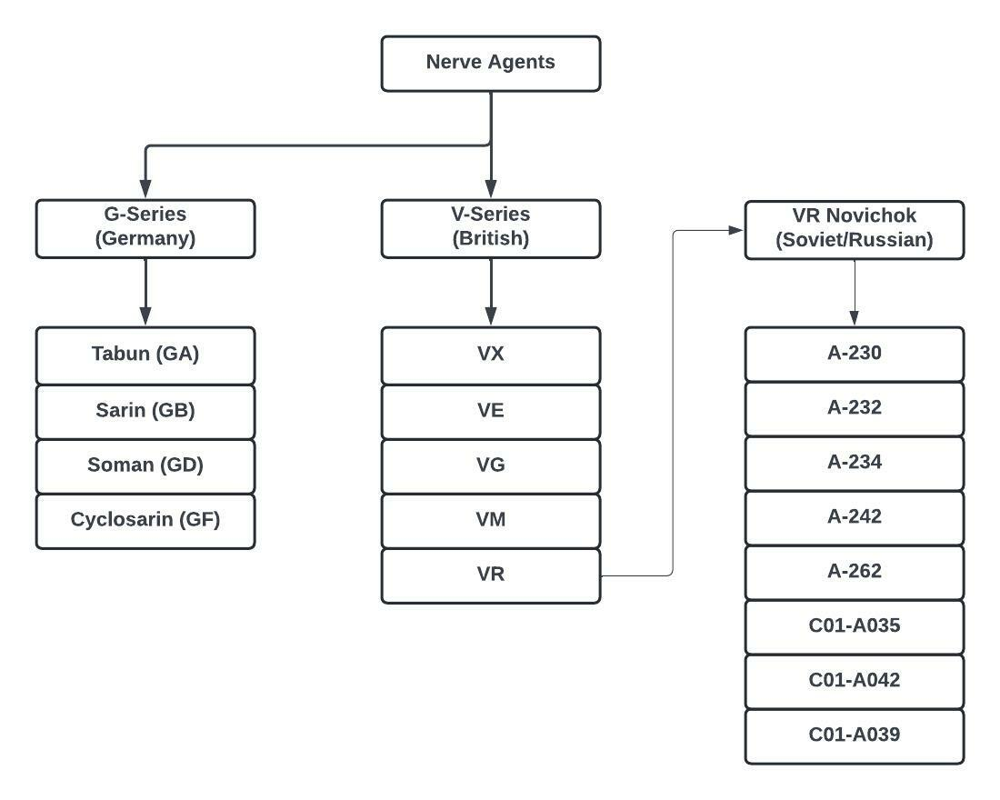 Nerve Agents
G-Series
(Germany)
V-Series
(British)
VR Novichok
(Soviet/Russian)
Tabun (GA)
Sarin (GB)
Soman (GD)
Cyclosarin (GF)
VX
VE
VG
VM
VR
A-230
A-232
A-234
A-242
A-262
C01-A035
C01-A042
C01-A039